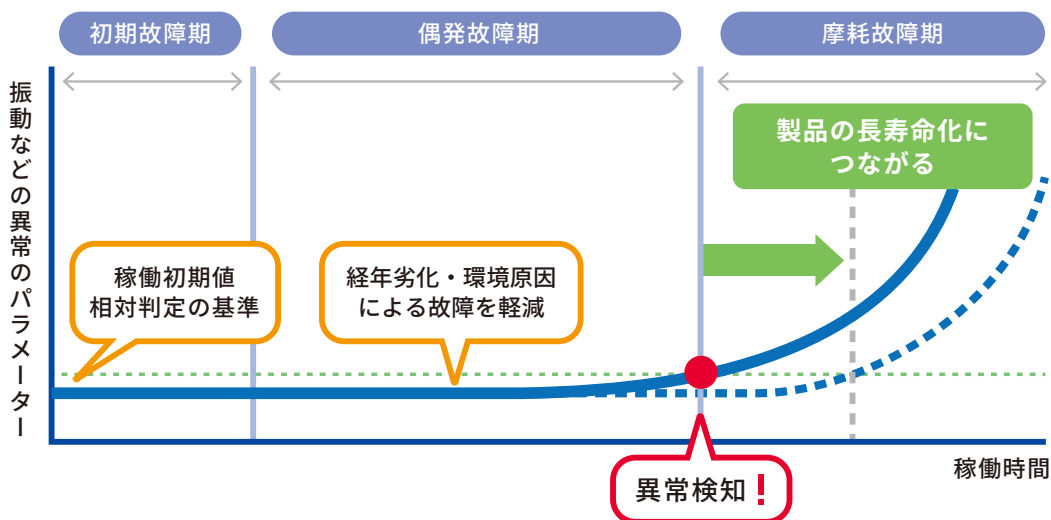 初期故障期
偶発故障期
摩耗故障期
振動などの異常のパラメーター
製品の長寿命化に
つながる
稼働初期値
相対判定の基準
経年劣化・環境原因
による故障を軽減
異常検知!
稼働時間